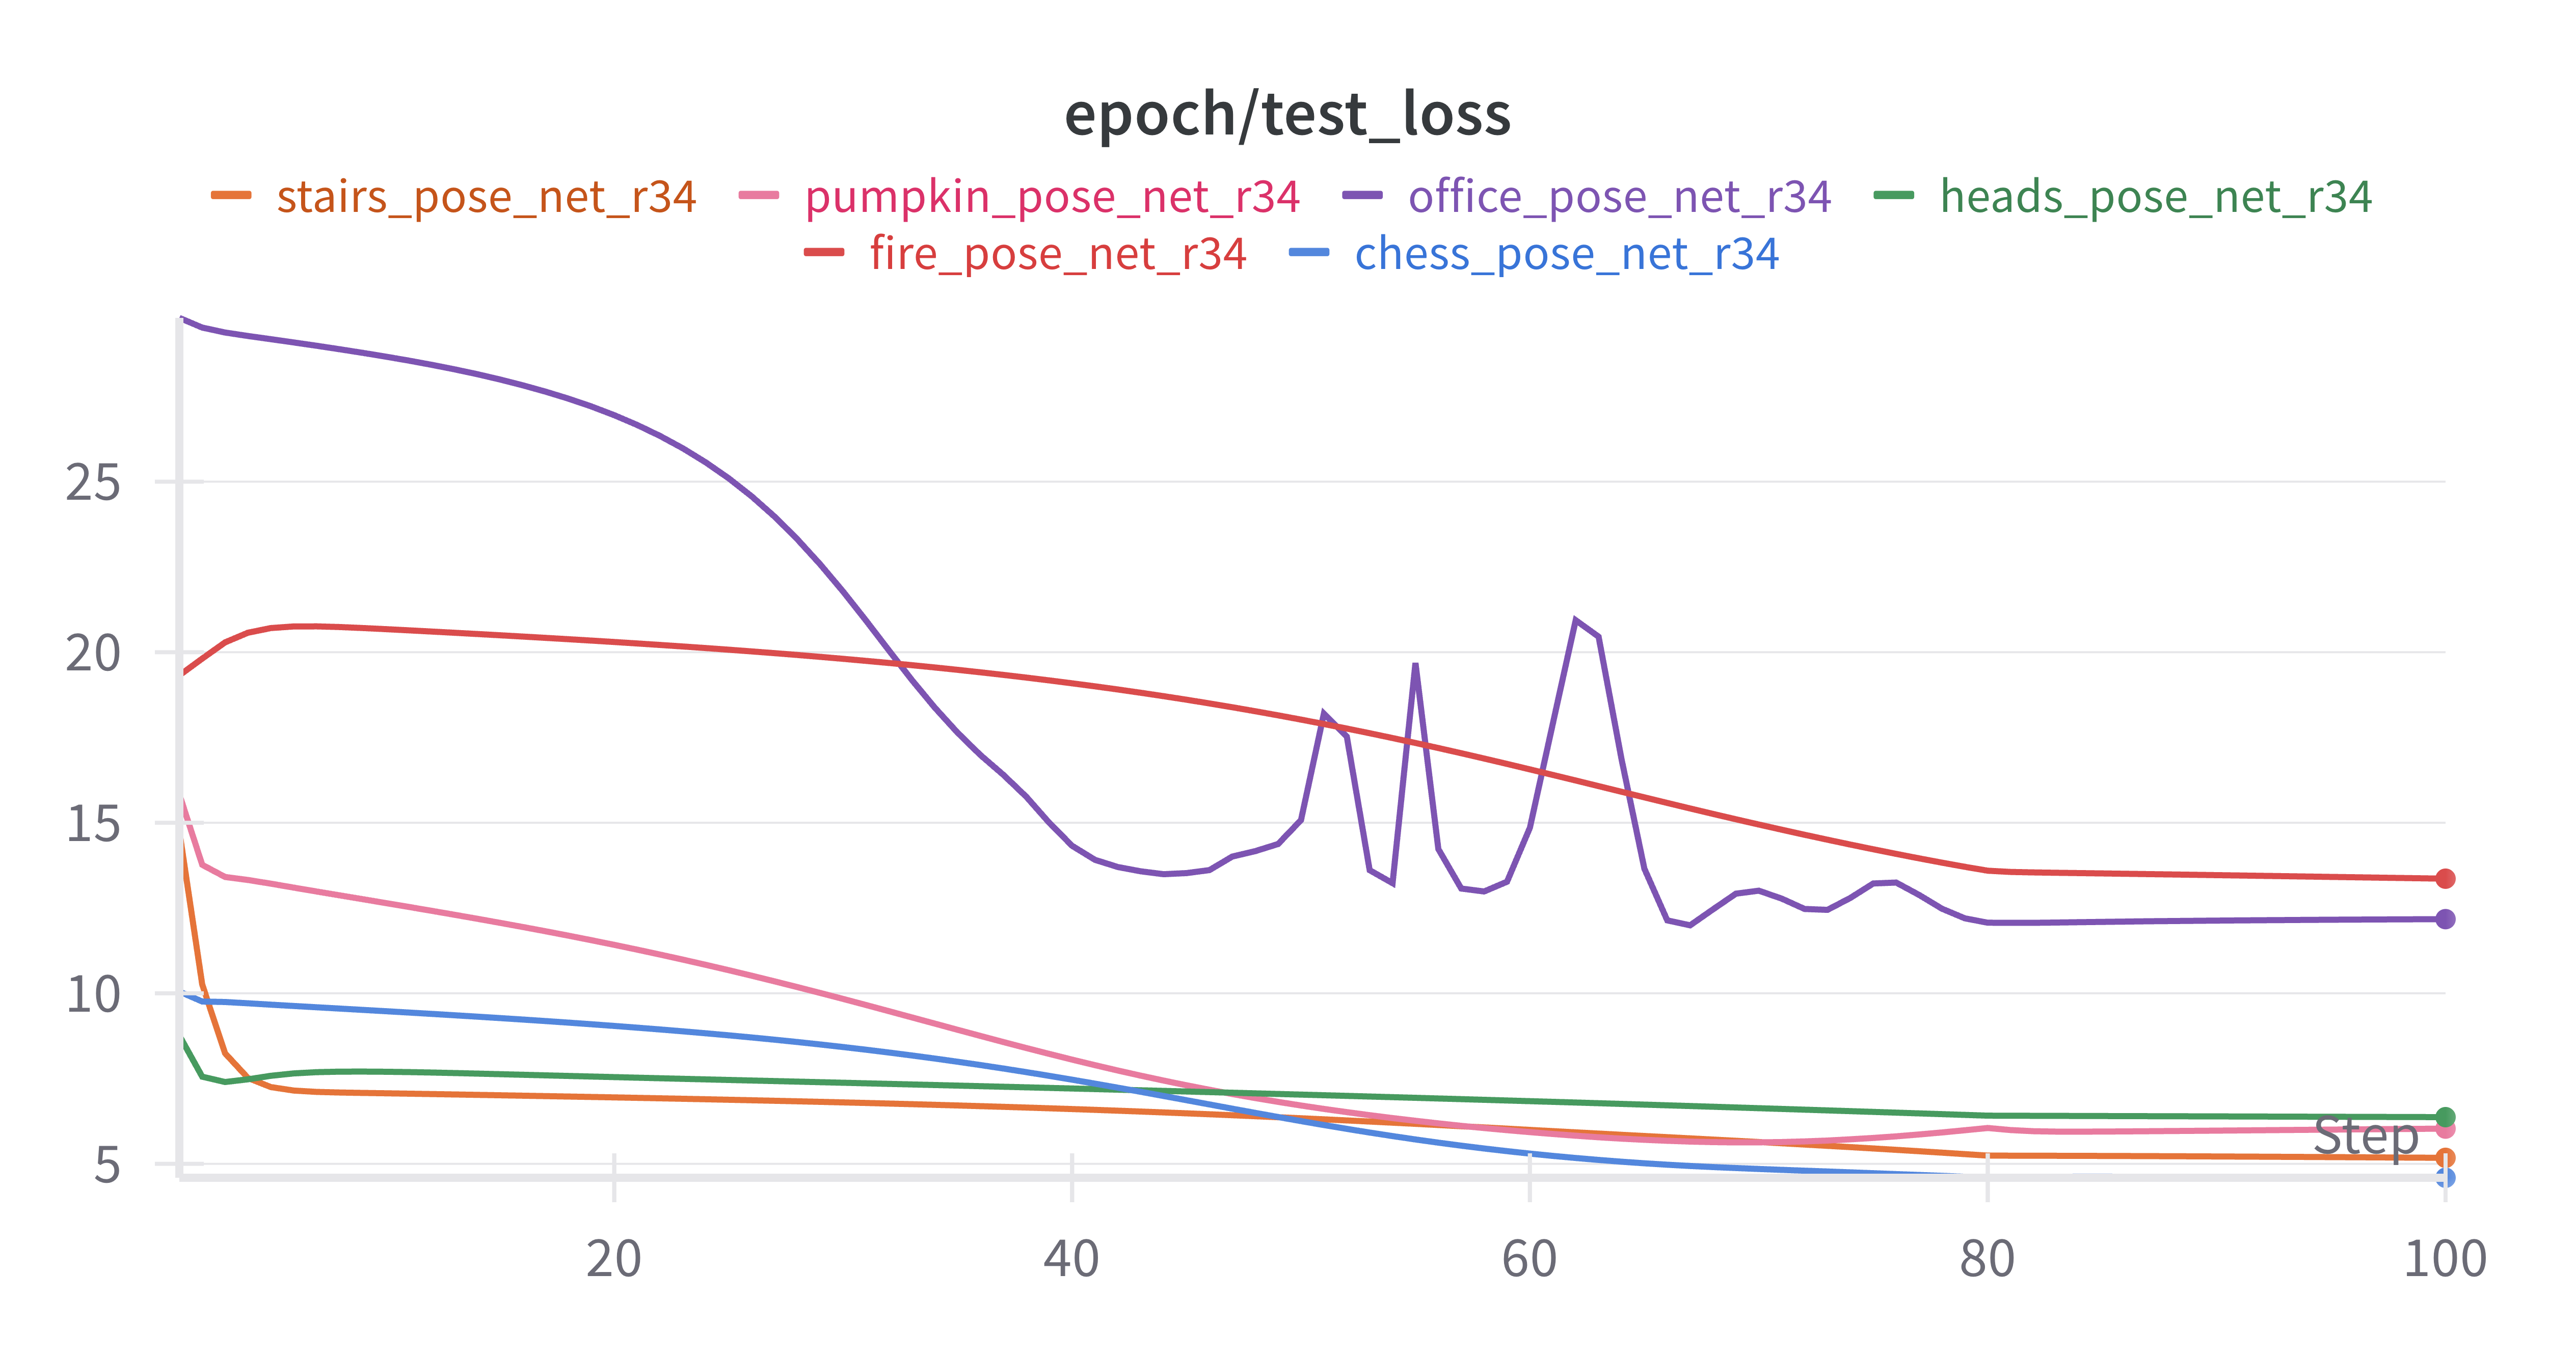 epoch/test_loss
stairs_pose_net_r34 pumpkin_pose_net_r34 office_pose_net_r34 heads_pose_net_r34
fire_pose_net_r34 chess_pose_net_r34
25
20
15
10
5
Step
20 40 60 80 100